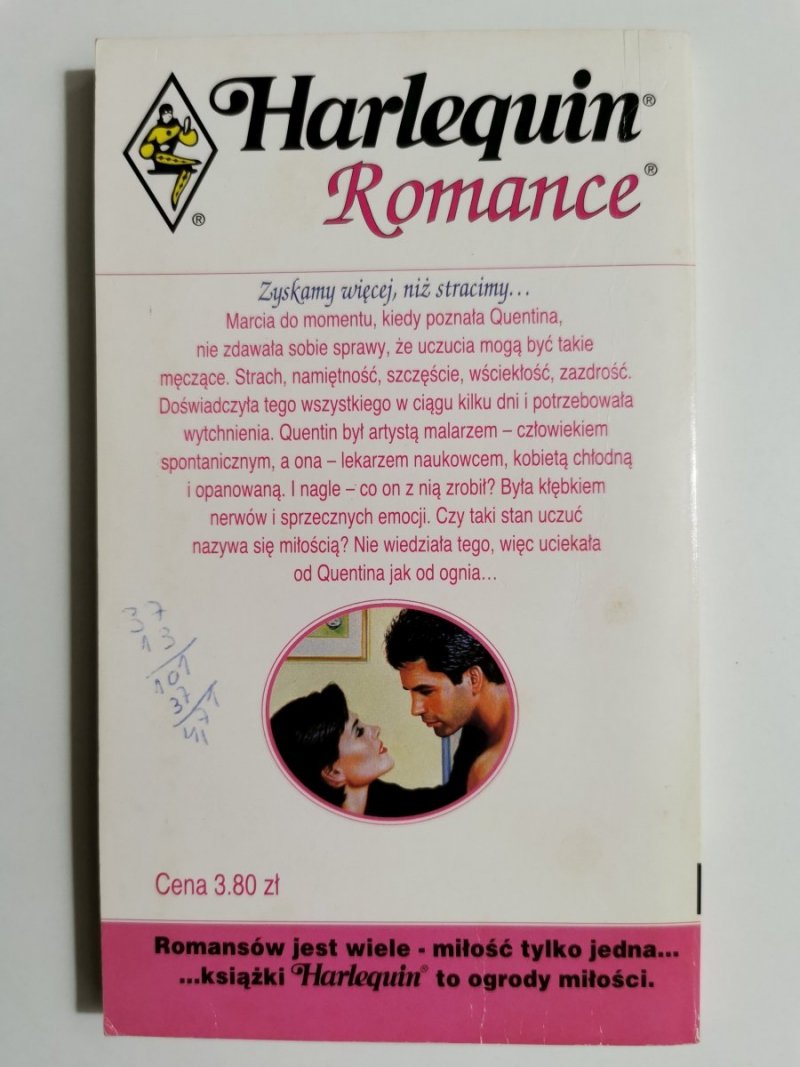 Harlequin®
Romance®
®
Zyskamy więcej, niż stracimy...
Marcia do momentu, kiedy poznała Quentina,
nie zdawała sobie sprawy, że uczucia mogą być takie
męczące. Strach, namiętność, szczęście, wściekłość, zazdrość.
Doświadczyła tego wszystkiego w ciągu kilku dni i potrzebowała
wytchnienia. Quentin był artystą malarzem – człowiekiem
spontanicznym, a ona – lekarzem naukowcem, kobietą chłodną
i opanowaną. I nagle – co on z nią zrobił? Była kłębkiem
nerwów i sprzecznych emocji. Czy taki stan uczuć
nazywa się miłością? Nie wiedziała tego, więc uciekała
od Quentina jak od ognia...
37
13
101
37
Cena 3.80 zł
Romansów jest wiele - miłość tylko jedna...
...książki Harlequin® to ogrody miłości.